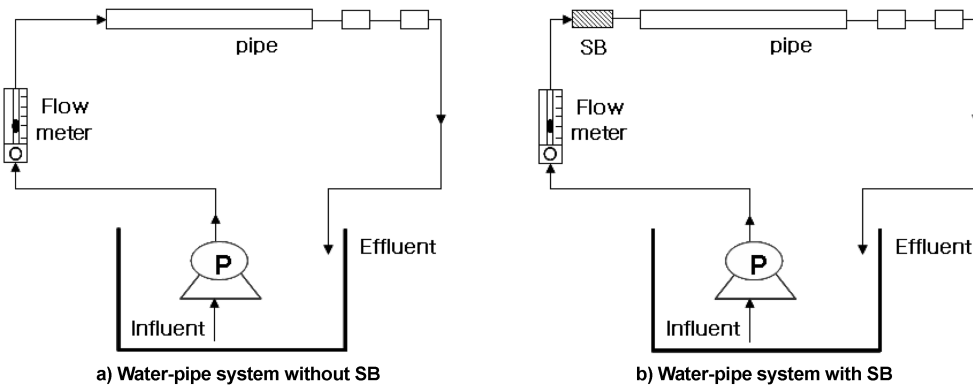 pipe
Flow
meter
P
Influent
Effluent
a) Water-pipe system without SB
SB
pipe
Flow
meter
P
Influent
Effluent
b) Water-pipe system with SB